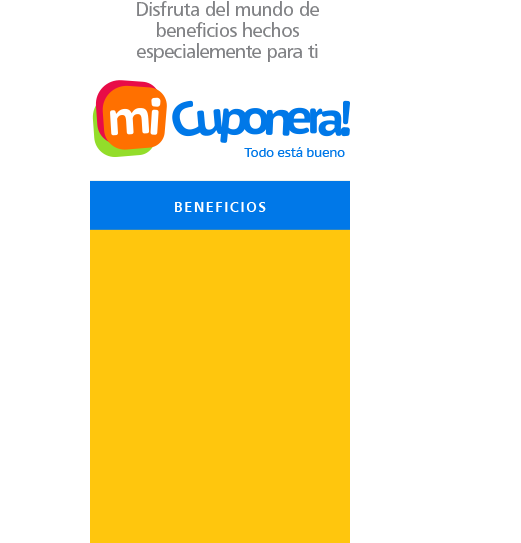 Disfruta del mundo de
beneficios hechos
especialemente para ti
mi Cuponera!
Todo está bueno
BENEFICIOS